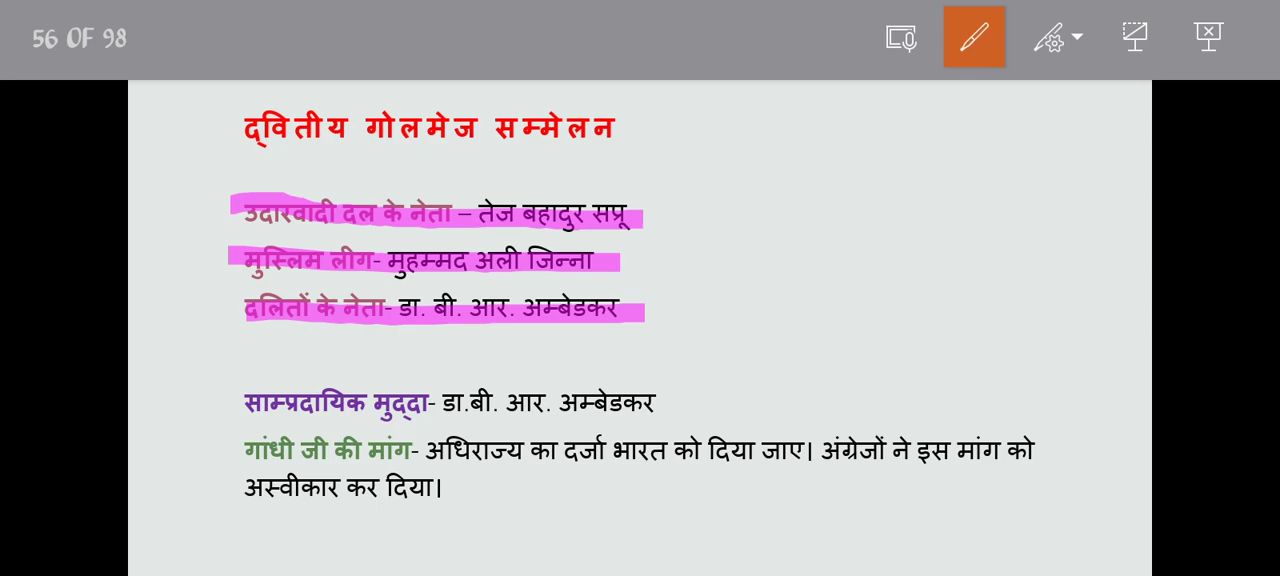 56 OF 98
द्वितीय गोलमेज सम्मेलन
उदारवादी दल के नेता – तेज बहादुर सप्रू
मुस्लिम लीग- मुहम्मद अली जिन्ना
दलितों के नेता- डा. बी. आर. अम्बेडकर
साम्प्रदायिक मुद्दा- डा.बी. आर. अम्बेडकर
गांधी जी की मांग- अधिराज्य का दर्जा भारत को दिया जाए। अंग्रेजों ने इस मांग को
अस्वीकार कर दिया।